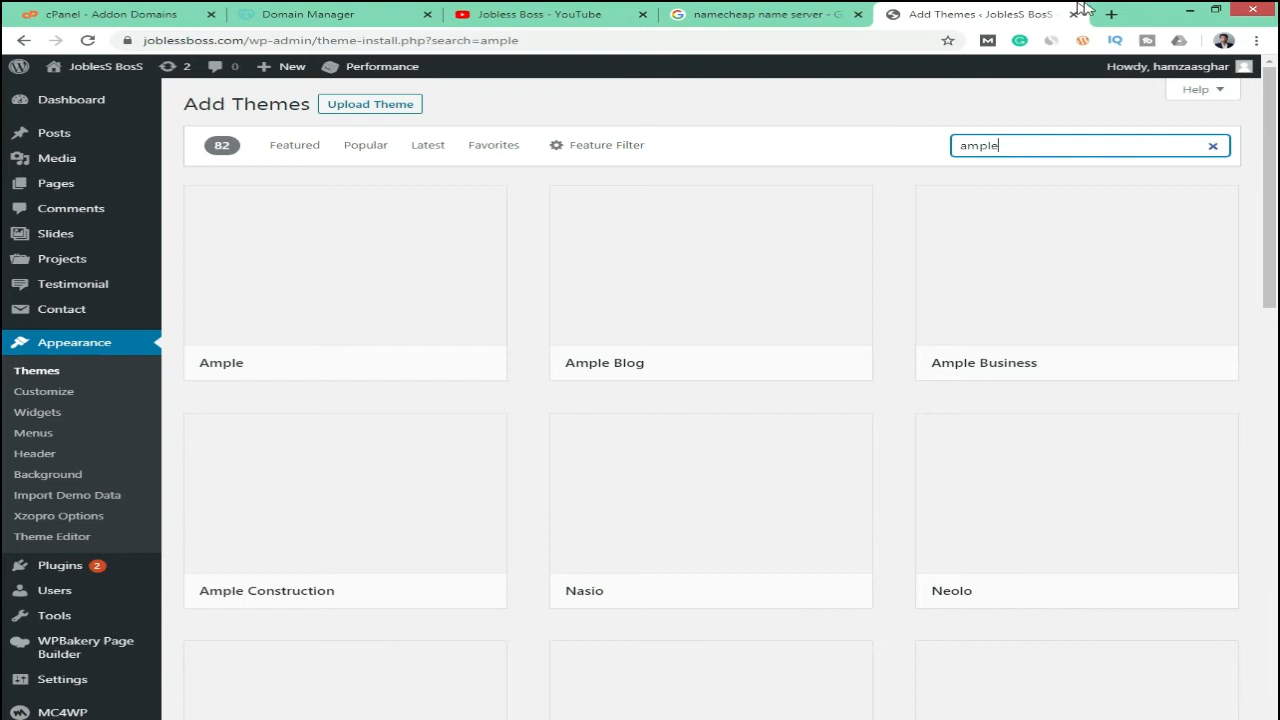 cPanel - Addon Domains
Domain Manager
Jobless Boss - YouTube
namecheap name server - G
Add Themes ‹ JoblesS BosS
joblessboss.com/wp-admin/theme-install.php?search=ample
JoblesS BosS
2
0
New
Performance
Howdy, hamzaasghar
Dashboard
Posts
Media
Pages
Comments
Slides
Projects
Testimonial
Contact
Appearance
Themes
Customize
Widgets
Menus
Header
Background
Import Demo Data
Xzopro Options
Theme Editor
Plugins 2
Users
Tools
WPBakery Page
Builder
Settings
MC4WP
Add Themes
Upload Theme
Help
82
Featured
Popular
Latest
Favorites
Feature Filter
ample
Ample
Ample Blog
Ample Business
Ample Construction
Nasio
Neolo